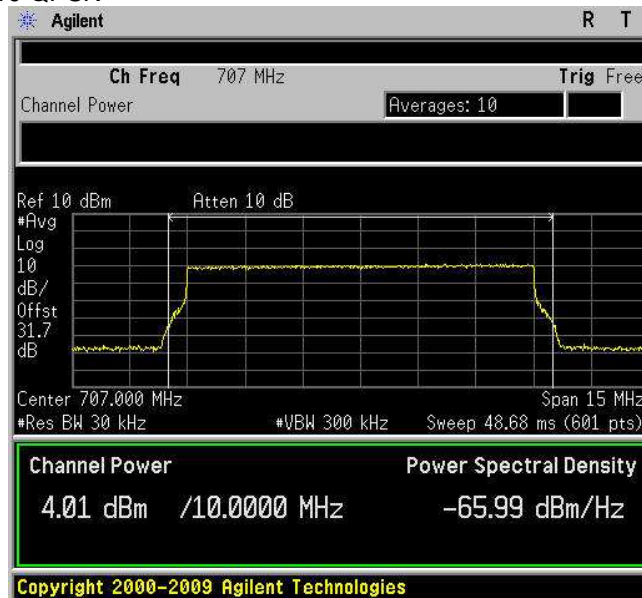 Agilent R T
Ch Freq 707 MHz Trig Free
Channel Power Averages: 10
Ref 10 dBm Atten 10 dB
#Avg
Log
10
dB/
Offst
31.7
dB
Center 707.000 MHz Span 15 MHz
#Res BW 30 kHz #VBW 300 kHz Sweep 48.68 ms (601 pts)
Channel Power Power Spectral Density
4.01 dBm /10.0000 MHz -65.99 dBm/Hz
Copyright 2000-2009 Agilent Technologies